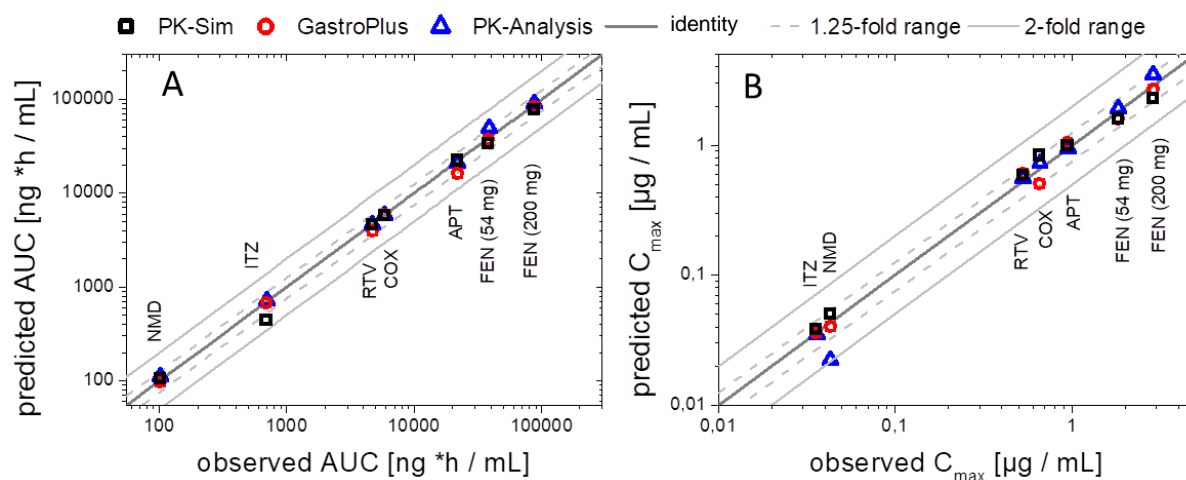 PK-Sim GastroPlus PK-Analysis identity 1.25-fold range 2-fold range
A
predicted AUC [ng *h / mL]
100000
10000
1000
100
NMD
ITZ
RTV
COX
APT
FEN (54 mg)
FEN (200 mg)
100 1000 10000 100000
observed AUC [ng *h / mL]
B
predicted Cmax [µg / mL]
1
0,1
0,01
ITZ
NMD
RTV
COX
APT
FEN (54 mg)
FEN (200 mg)
0,01 0,1 1
observed Cmax [µg / mL]